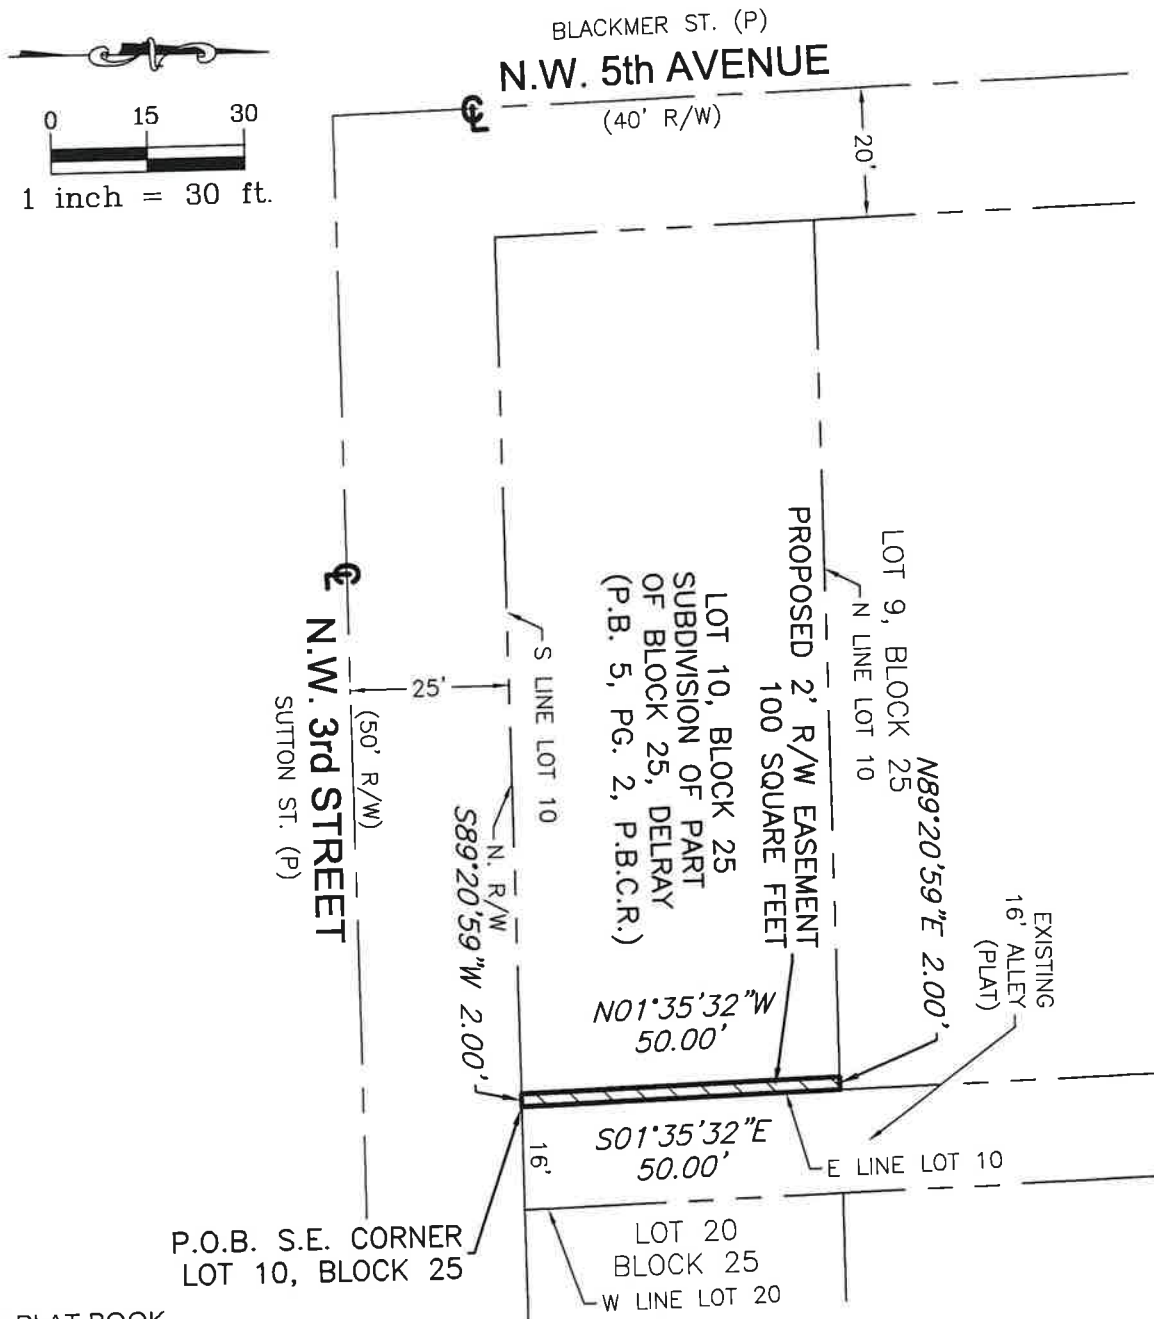 BLACKMER ST. (P)
N.W. 5th AVENUE
(40' R/W)
20'
0 15 30
1 inch = 30 ft.
C
L
C
L
N.W. 3rd STREET
(50' R/W)
SUTTON ST. (P)
25'
S LINE LOT 10
N. R/W
S89°20'59"W 2.00'
LOT 10, BLOCK 25
SUBDIVISION OF PART
OF BLOCK 25, DELRAY
(P.B. 5, PG. 2, P.B.C.R.)
PROPOSED 2' R/W EASEMENT
100 SQUARE FEET
LOT 9, BLOCK 25
N LINE LOT 10
N89°20'59"E 2.00'
EXISTING
16' ALLEY
(PLAT)
N01°35'32"W
50.00'
S01°35'32"E
50.00'
16'
E LINE LOT 10
P.O.B. S.E. CORNER
LOT 10, BLOCK 25
LOT 20
BLOCK 25
W LINE LOT 20
PLAT BOOK